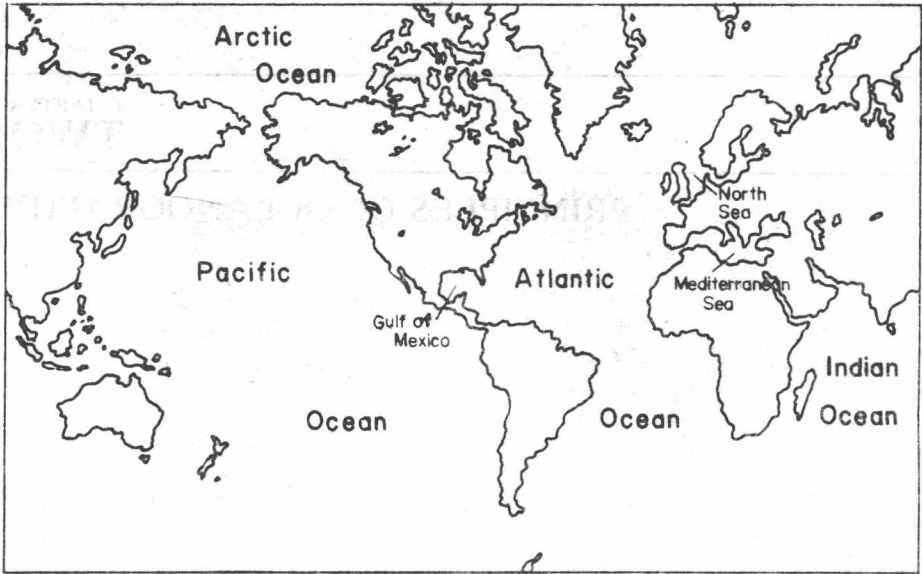 Arctic
Ocean
North
Sea
Pacific
Atlantic
Mediterranean
Sea
Gulf of
Mexico
Indian
Ocean
Ocean
Ocean